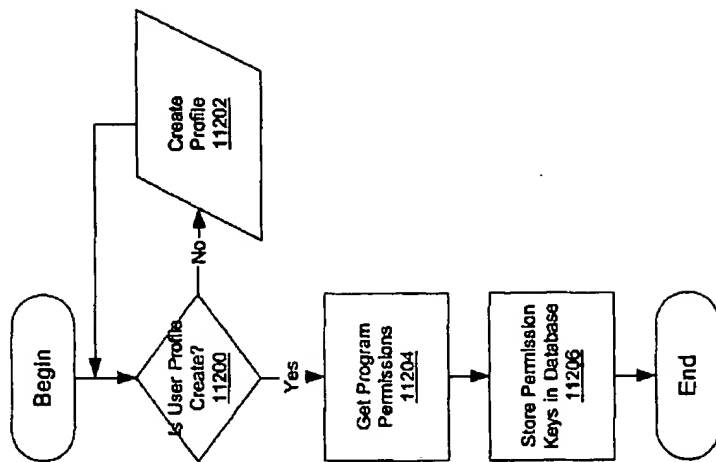 Begin
Is User Profile
Create?
11200
No
Create
Profile
11202
Yes
Get Program
Permissions
11204
Store Permission
Keys in Database
11206
End